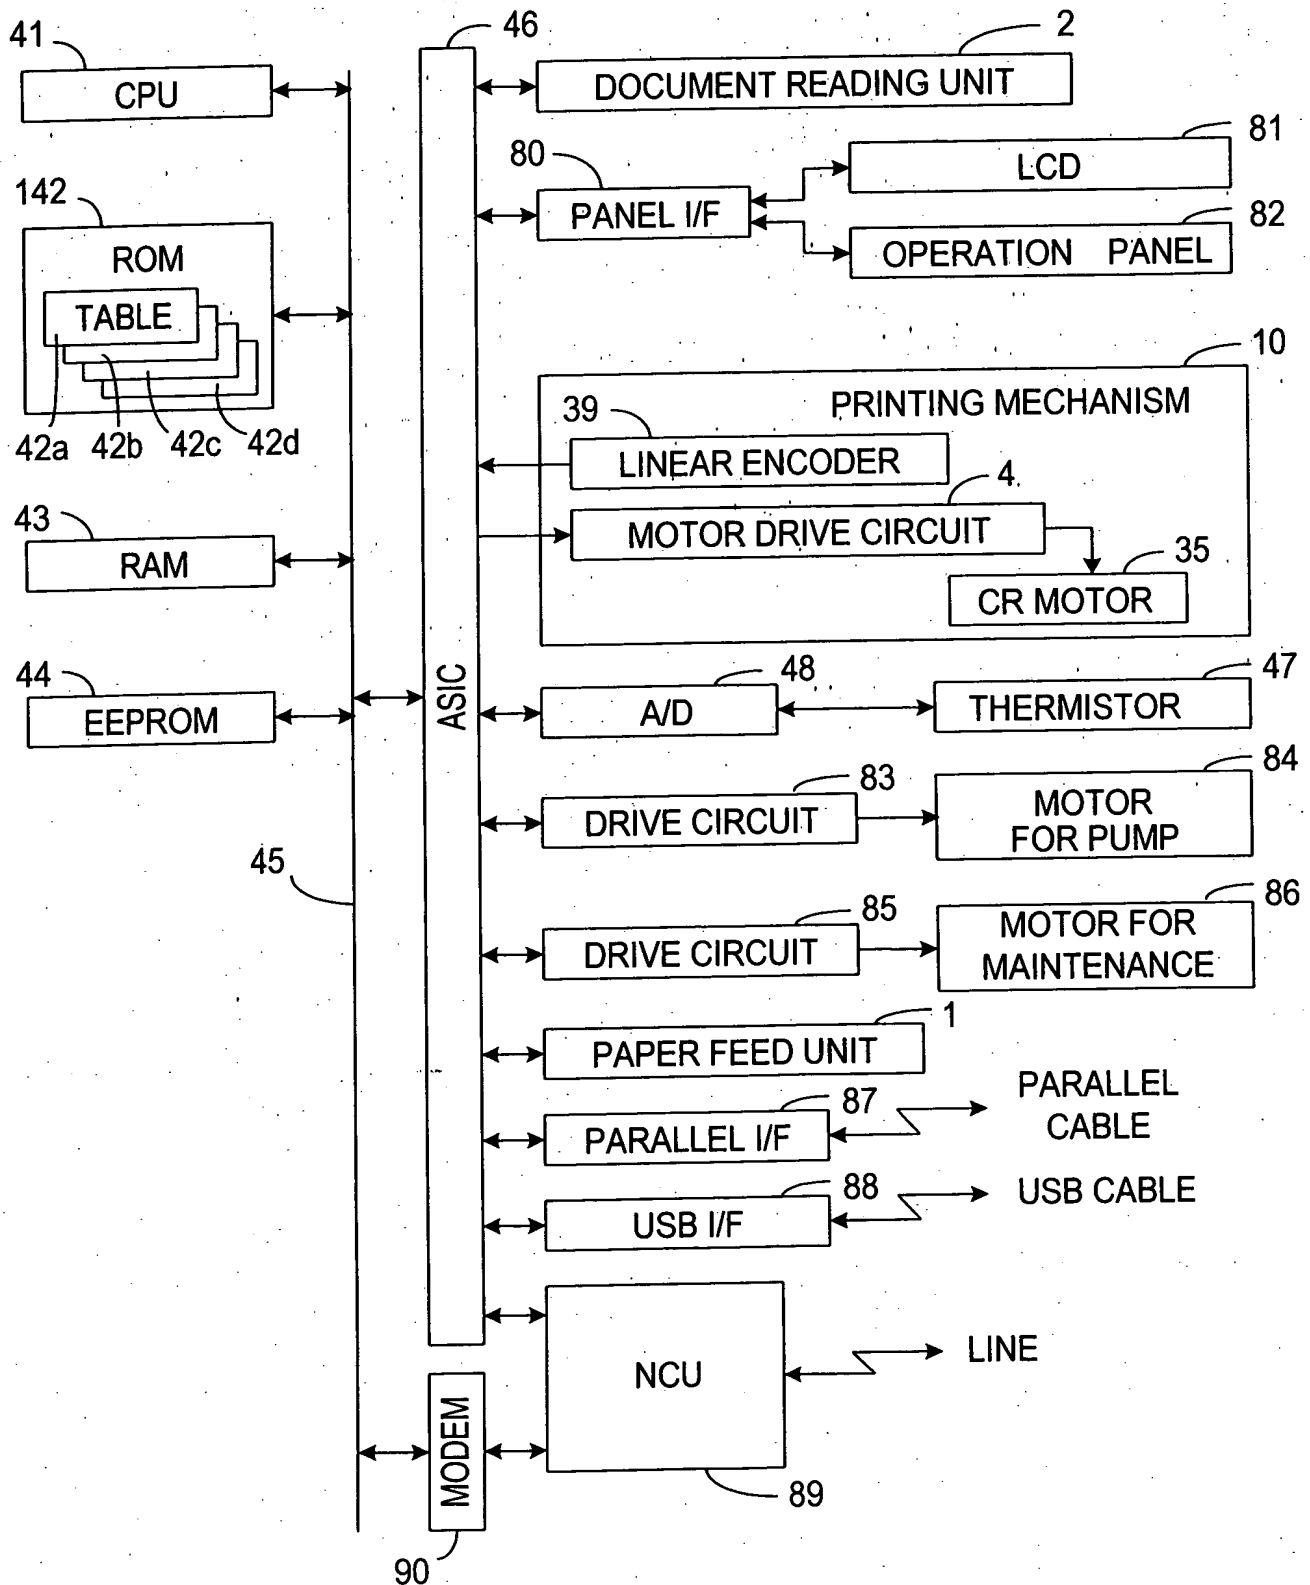 41
CPU
142
ROM
TABLE
42a
42b
42c
42d
43
RAM
44
EEPROM
45
46
ASIC
2
DOCUMENT READING UNIT
80
PANEL I/F
81
LCD
82
OPERATION PANEL
10
PRINTING MECHANISM
39
LINEAR ENCODER
4
MOTOR DRIVE CIRCUIT
35
CR MOTOR
48
A/D
47
THERMISTOR
83
DRIVE CIRCUIT
84
MOTOR
FOR PUMP
85
DRIVE CIRCUIT
86
MOTOR FOR
MAINTENANCE
1
PAPER FEED UNIT
87
PARALLEL I/F
PARALLEL
CABLE
88
USB I/F
USB CABLE
NCU
LINE
89
MODEM
90